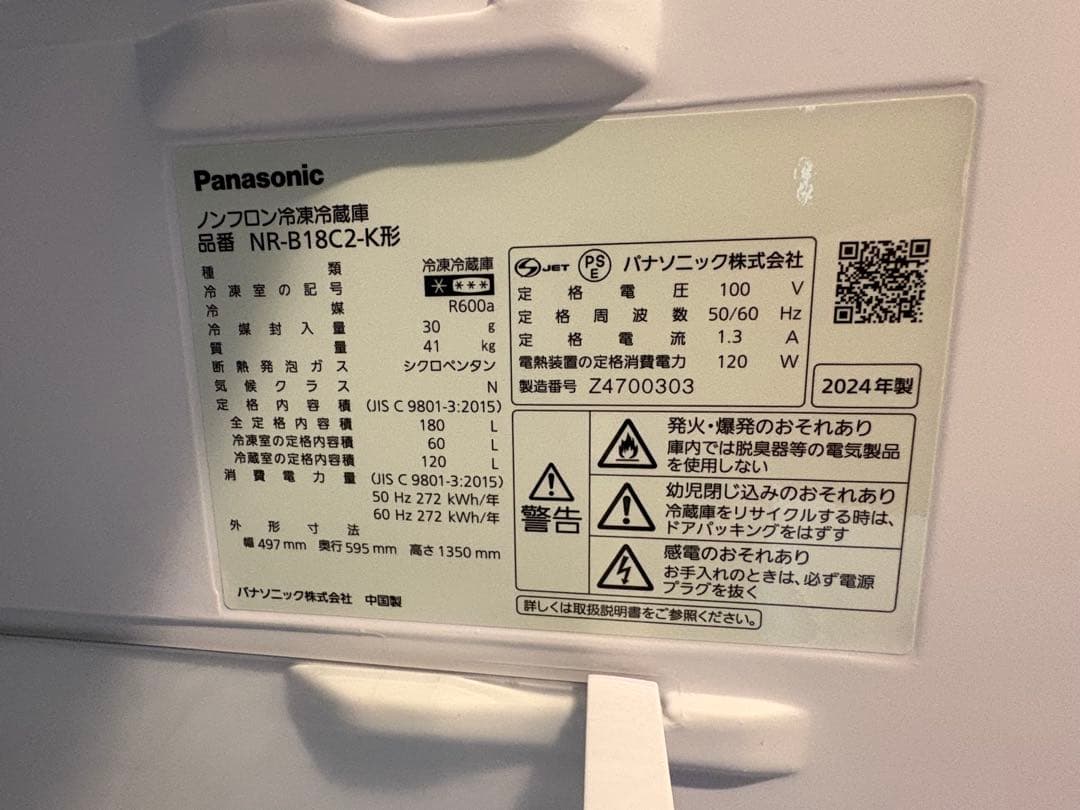 Panasonic
ノンフロン冷凍冷蔵庫
品番 NR-B18C2-K形
種類 冷凍冷蔵庫
冷凍室の記号 * ***
冷媒 R600a
冷媒封入量 30 g
質量 41 kg
断熱発泡ガス シクロペンタン
気候クラス N
定格内容積 (JIS C 9801-3:2015)
全定格内容積 180 L
冷凍室の定格内容積 60 L
冷蔵室の定格内容積 120 L
消費電力量 (JIS C 9801-3:2015)
50 Hz 272 kWh/年
60 Hz 272 kWh/年
外形寸法
幅 497 mm 奥行 595 mm 高さ 1350 mm
パナソニック株式会社 中国製
JET PSE パナソニック株式会社
定格電圧 100 V
定格周波数 50/60 Hz
定格電流 1.3 A
電熱装置の定格消費電力 120 W
製造番号 Z4700303
2024年製
警告
発火・爆発のおそれあり
庫内では脱臭器等の電気製品
を使用しない
幼児閉じ込みのおそれあり
冷蔵庫をリサイクルする時は、
ドアパッキングをはずす
感電のおそれあり
お手入れのときは、必ず電源
プラグを抜く
詳しくは取扱説明書をご参照ください。